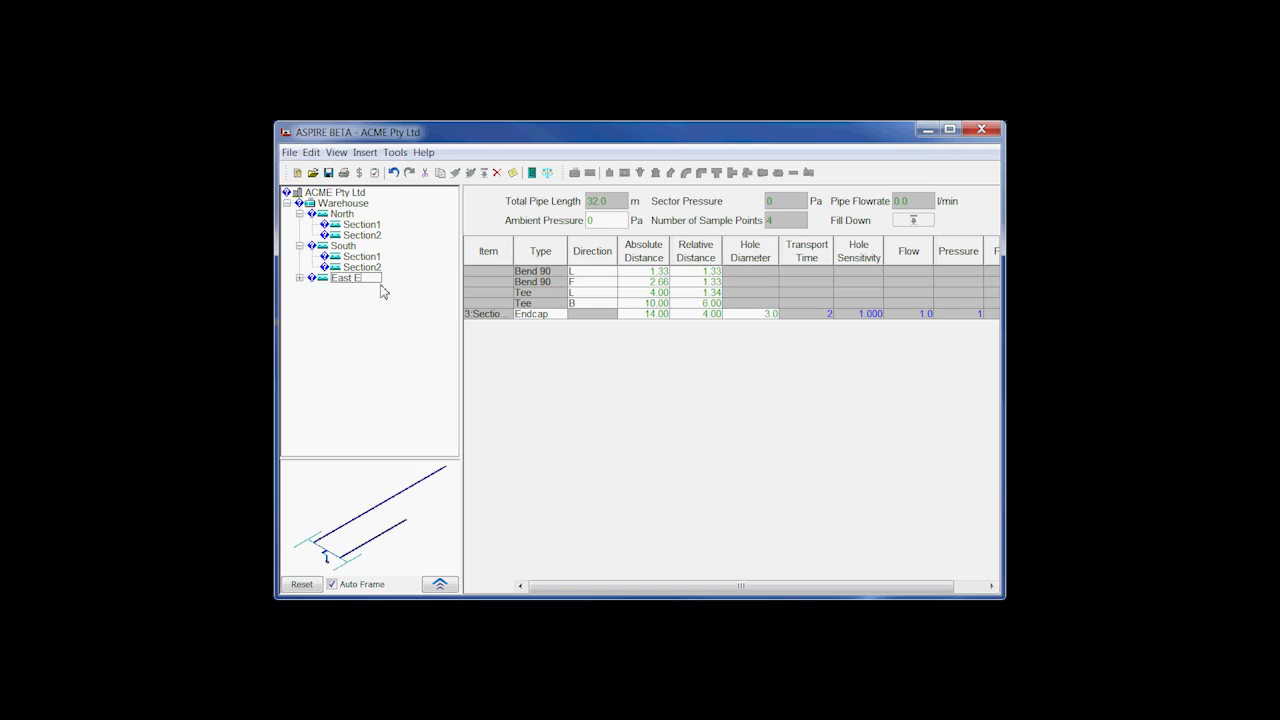 ASPIRE BETA - ACME Pty Ltd
File Edit View Insert Tools Help
ACME Pty Ltd
Warehouse
North
Section1
Section2
South
Section1
Section2
East E
Total Pipe Length 32.0 m Sector Pressure 0 Pa Pipe Flowrate 0.0 l/min
Ambient Pressure 0 Pa Number of Sample Points 4 Fill Down
Item Type Direction Absolute Distance Relative Distance Hole Diameter Transport Time Hole Sensitivity Flow Pressure F
Bend 90 L 1.33 1.33
Bend 90 F 2.66 1.33
Tee L 4.00 1.34
Tee B 10.00 6.00
3:Sectio... Endcap 14.00 4.00 3.0 2 1.000 1.0 1
Reset Auto Frame